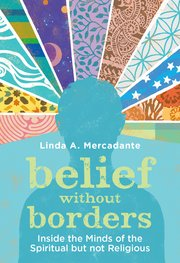 Linda A. Mercadante
belief
without
borders
Inside the Minds of the
Spiritual but not Religious